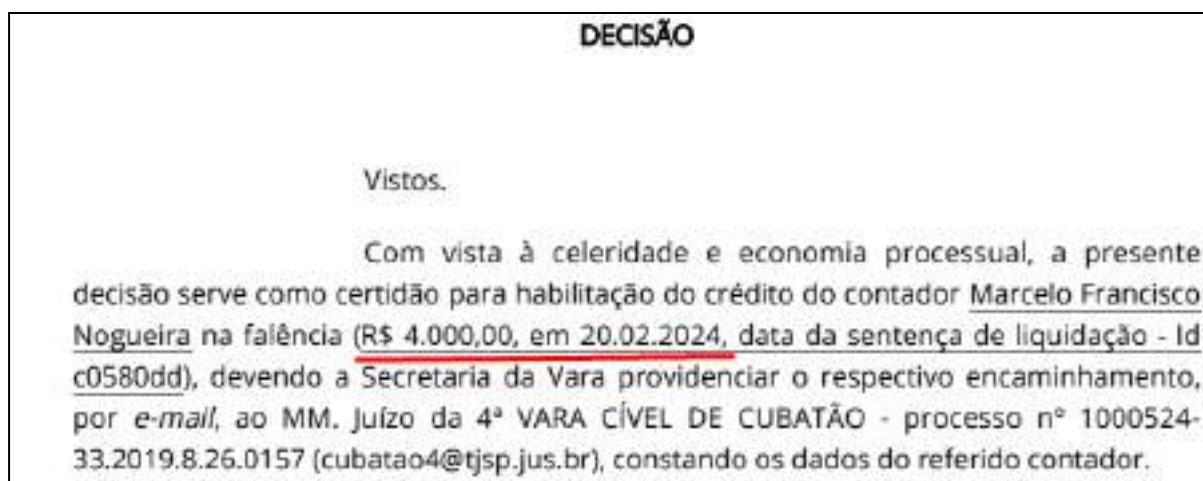 DECISÃO
Vistos.
Com vista à celeridade e economia processual, a presente
decisão serve como certidão para habilitação do crédito do contador Marcelo Francisco
Nogueira na falência (R$ 4.000,00, em 20.02.2024, data da sentença de liquidação - Id
c0580dd), devendo a Secretaria da Vara providenciar o respectivo encaminhamento,
por e-mail, ao MM. Juízo da 4ª VARA CÍVEL DE CUBATÃO - processo nº 1000524-
33.2019.8.26.0157 (cubatao4@tjsp.jus.br), constando os dados do referido contador.